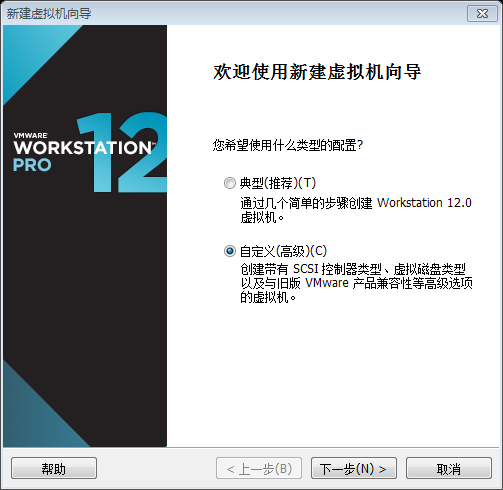 新建虚拟机向导
VMWARE
WORKSTATION™
PRO
12
欢迎使用新建虚拟机向导
您希望使用什么类型的配置?
典型(推荐)(T)
通过几个简单的步骤创建 Workstation 12.0
虚拟机。
自定义(高级)(C)
创建带有 SCSI 控制器类型、虚拟磁盘类型
以及与旧版 VMware 产品兼容性等高级选项
的虚拟机。
帮助
< 上一步(B)
下一步(N) >
取消